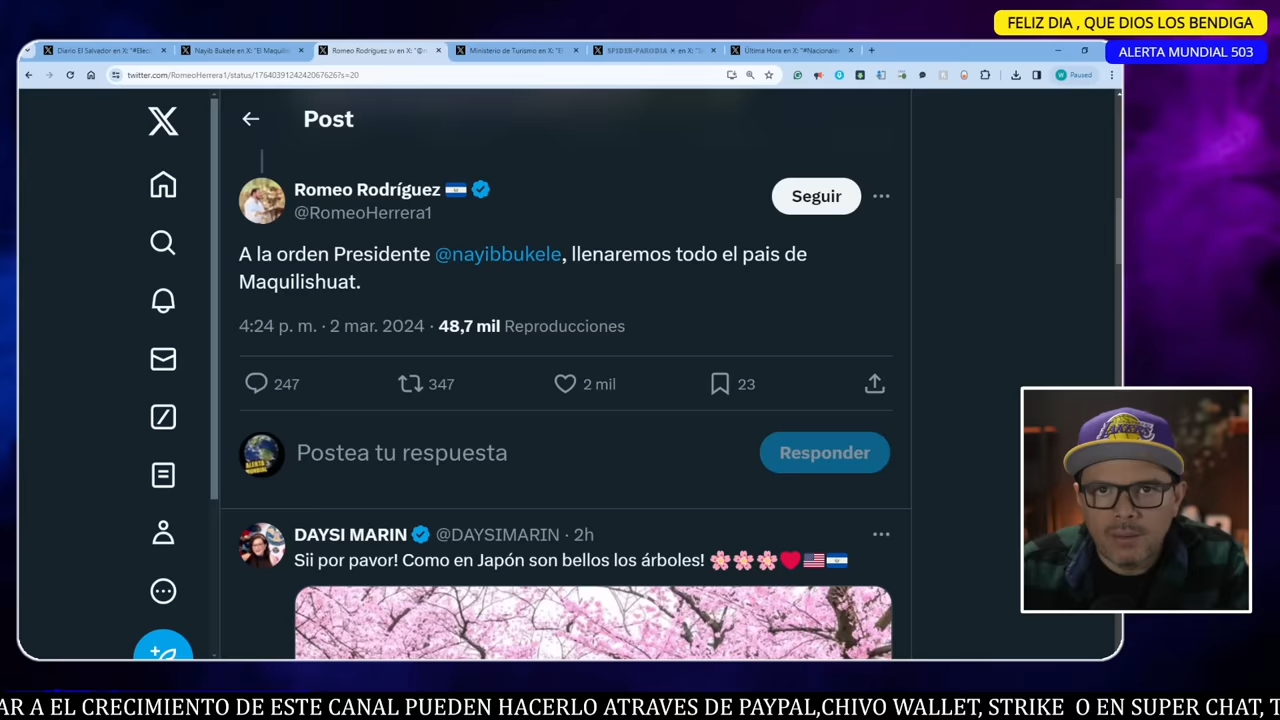 FELIZ DIA , QUE DIOS LOS BENDIGA
ALERTA MUNDIAL 503
Diario El Salvador en X: "#Elec
Nayib Bukele en X: "El Maquilis
Romeo Rodríguez sv en X: "@n
Ministerio de Turismo en X: "E
SPIDER-PARODIA en X: "S
Última Hora en X: "#Nacionale
twitter.com/RomeoHerrera1/status/1764039124242067626?s=20
Paused
Post
Romeo Rodríguez
@RomeoHerrera1
Seguir
A la orden Presidente @nayibbukele, llenaremos todo el pais de
Maquilishuat.
4:24 p. m. · 2 mar. 2024 · 48,7 mil Reproducciones
247
347
2 mil
23
Postea tu respuesta
Responder
DAYSI MARIN @DAYSIMARIN · 2h
Sii por pavor! Como en Japón son bellos los árboles! 🌸🌸🌸❤️🇺🇸🇸🇻
AR A EL CRECIMIENTO DE ESTE CANAL PUEDEN HACERLO ATRAVES DE PAYPAL,CHIVO WALLET, STRIKE O EN SUPER CHAT, T